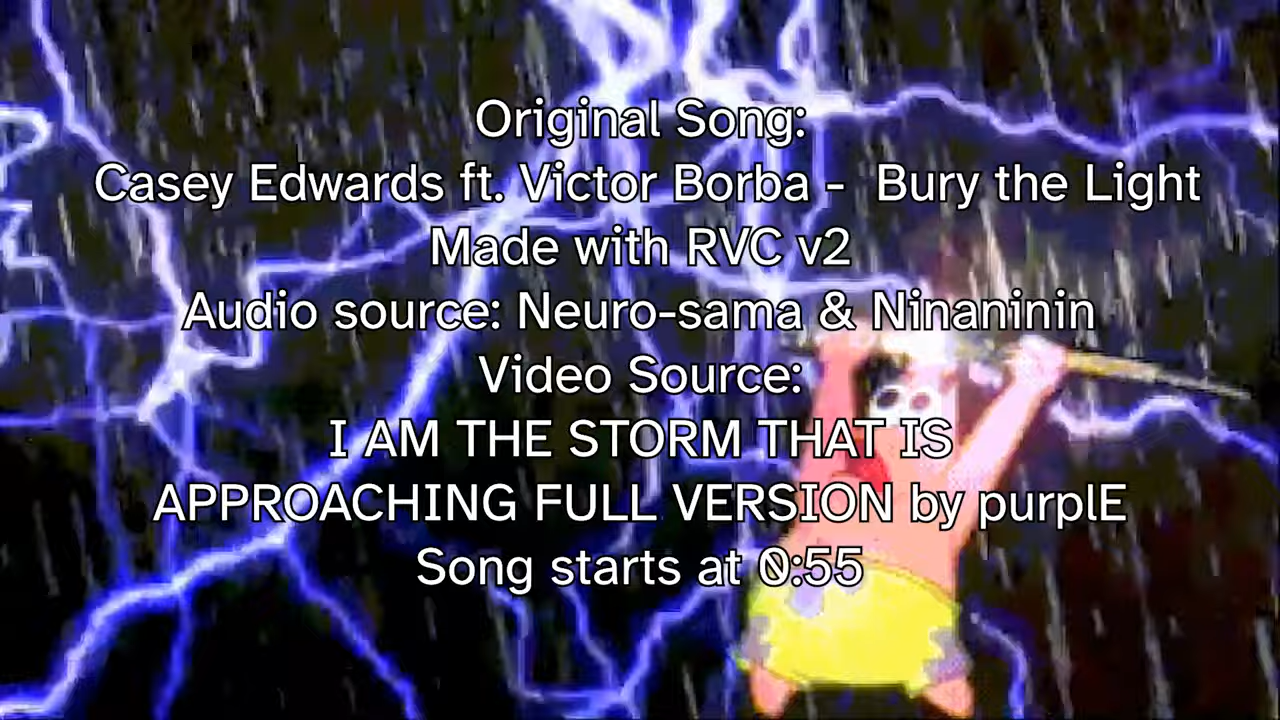 Original Song:
Casey Edwards ft. Victor Borba -  Bury the Light
Made with RVC v2
Audio source: Neuro-sama & Ninaninin
Video Source:
I AM THE STORM THAT IS
APPROACHING FULL VERSION by purplE
Song starts at 0:55